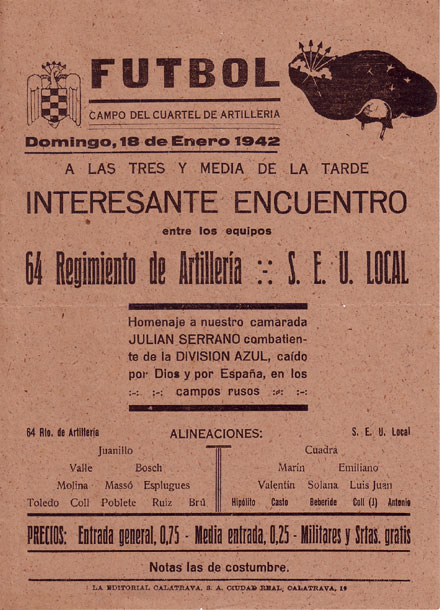 FUTBOL
CAMPO DEL CUARTEL DE ARTILLERIA
Domingo, 18 de Enero 1942
A LAS TRES Y MEDIA DE LA TARDE
INTERESANTE ENCUENTRO
entre los equipos
64 Regimiento de Artillería :-: S. E. U. LOCAL
Homenaje a nuestro camarada
JULIAN SERRANO combatien-
te de la DIVISION AZUL, caído
por Dios y por España, en los
:-: :-: campos rusos :-: :-:
64 Rto. de Artillería ALINEACIONES: S. E. U. Local
Juanillo Cuadra
Valle Bosch Marín Emiliano
Molina Massó Esplugues Valentin Solana Luis Juan
Toledo Coll Poblete Ruiz Brú Hipólito Casto Beberide Coll (J) Antonio
PRECIOS: Entrada general, 0,75 - Media entrada, 0,25 - Militares y Srtas. gratis
Notas las de costumbre.
LA EDITORIAL CALATRAVA, S. A. CIUDAD REAL, CALATRAVA, 19